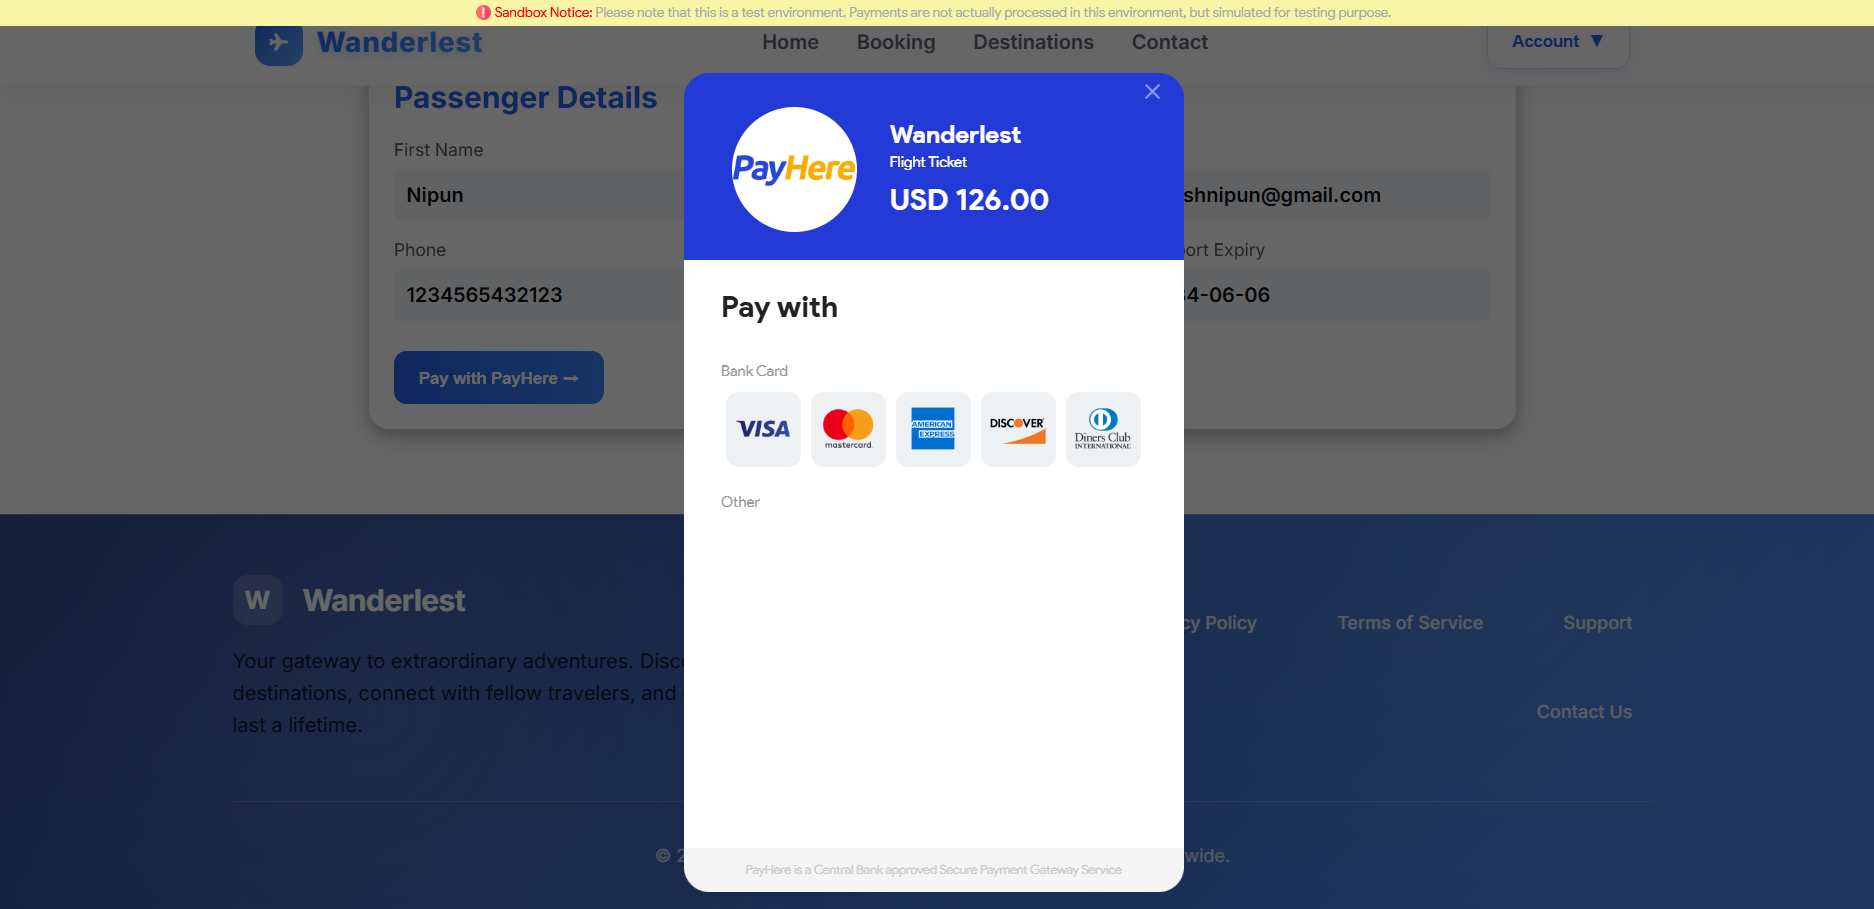 Sandbox Notice: Please note that this is a test environment. Payments are not actually processed in this environment, but simulated for testing purpose.
Wanderlest
Home
Booking
Destinations
Contact
Account ▼
Passenger Details
First Name
Nipun
shnipun@gmail.com
Phone
ort Expiry
1234565432123
4-06-06
Pay with PayHere →
PayHere
Wanderlest
Flight Ticket
USD 126.00
Pay with
Bank Card
VISA
mastercard.
AMERICAN EXPRESS
DISCOVER
Diners Club INTERNATIONAL
Other
PayHere is a Central Bank approved Secure Payment Gateway Service
W
Wanderlest
Your gateway to extraordinary adventures. Disc
destinations, connect with fellow travelers, and
last a lifetime.
cy Policy
Terms of Service
Support
Contact Us
© 2
wide.